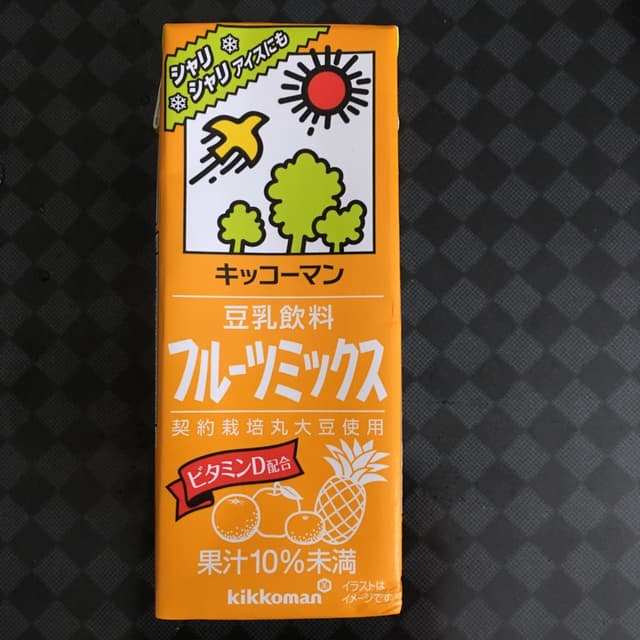 シャリ
シャリ アイスにも
キッコーマン
豆乳飲料
フルーツミックス
契約栽培丸大豆使用
ビタミンD配合
果汁10%未満
kikkoman
イラストは
イメージです